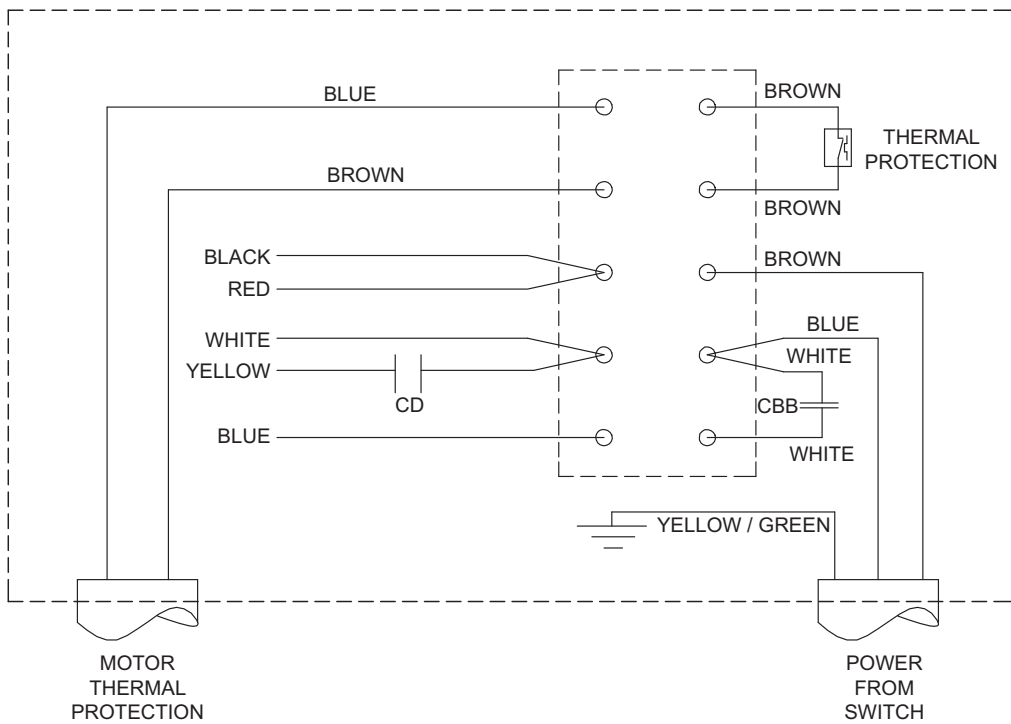 BLUE
BROWN
THERMAL
PROTECTION
BROWN
BROWN
BLACK
RED
BROWN
WHITE
YELLOW
CD
BLUE
WHITE
CBB
BLUE
WHITE
YELLOW / GREEN
MOTOR
THERMAL
PROTECTION
POWER
FROM
SWITCH